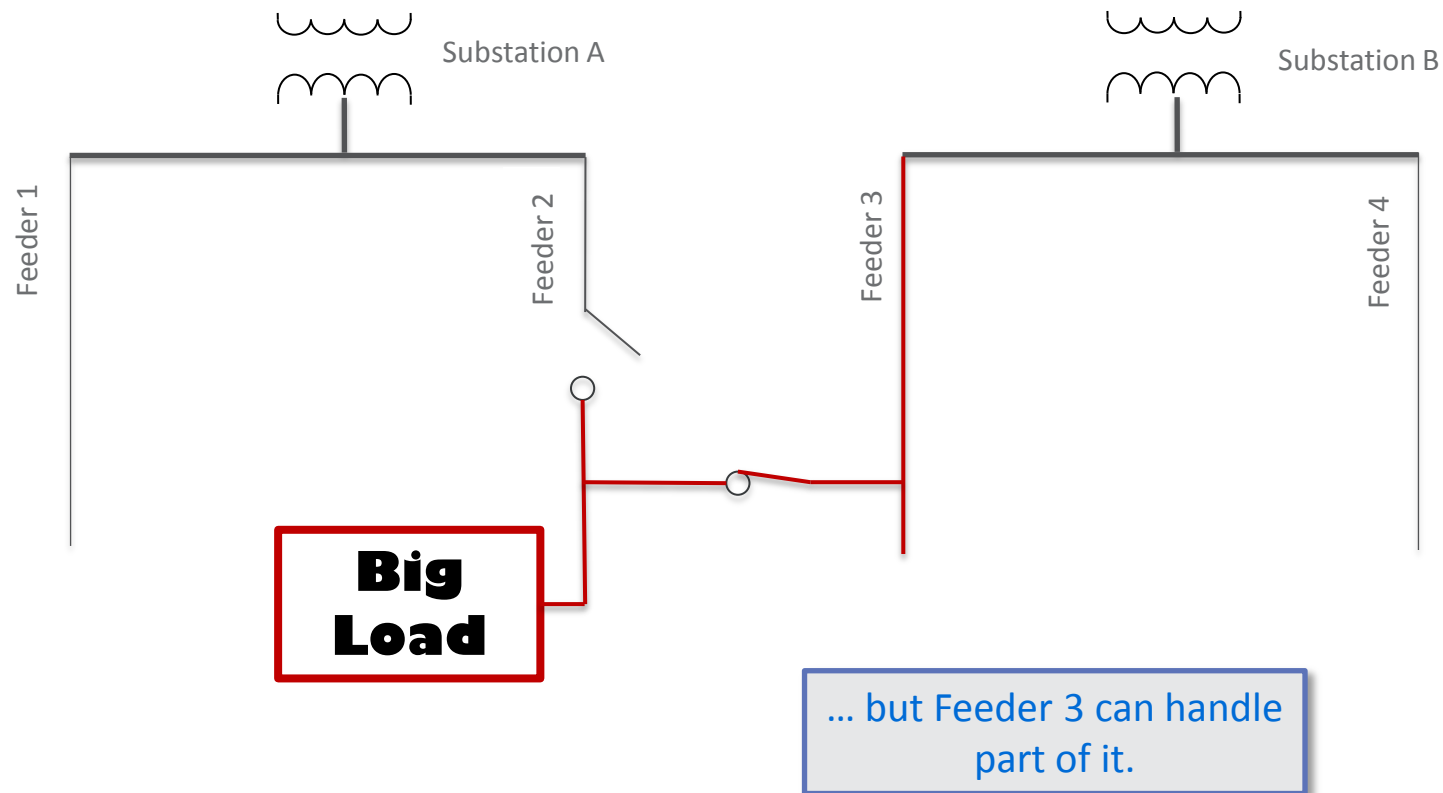 Substation A
Substation B
Feeder 1
Feeder 2
Feeder 3
Feeder 4
Big
Load
... but Feeder 3 can handle
part of it.